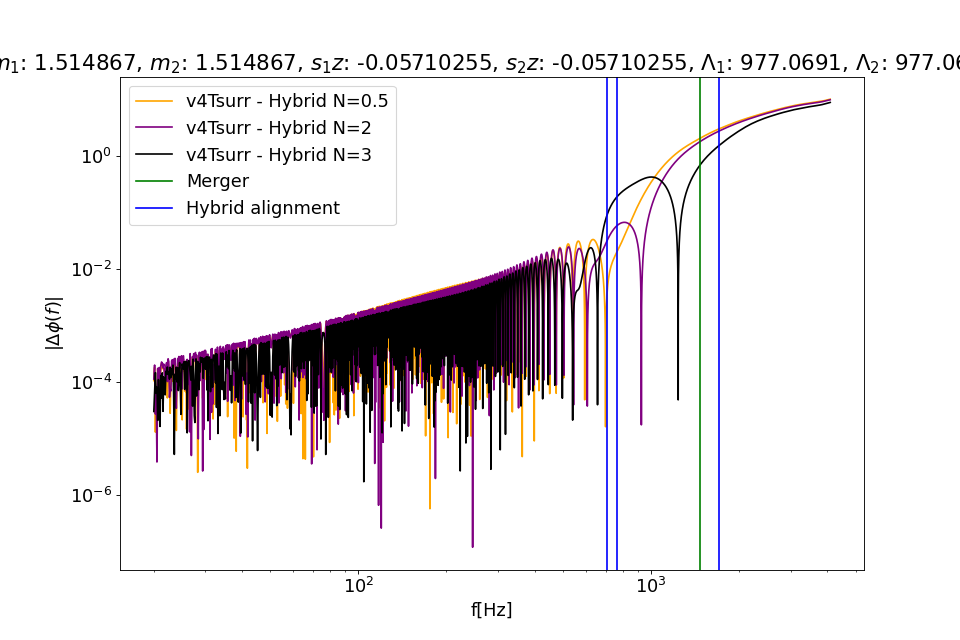 m₁: 1.514867, m₂: 1.514867, s₁z: -0.05710255, s₂z: -0.05710255, Λ₁: 977.0691, Λ₂: 977.06
v4Tsurr - Hybrid N=0.5
v4Tsurr - Hybrid N=2
v4Tsurr - Hybrid N=3
Merger
Hybrid alignment
|Δϕ(f)|
10⁰
10⁻²
10⁻⁴
10⁻⁶
10² 10³
f[Hz]